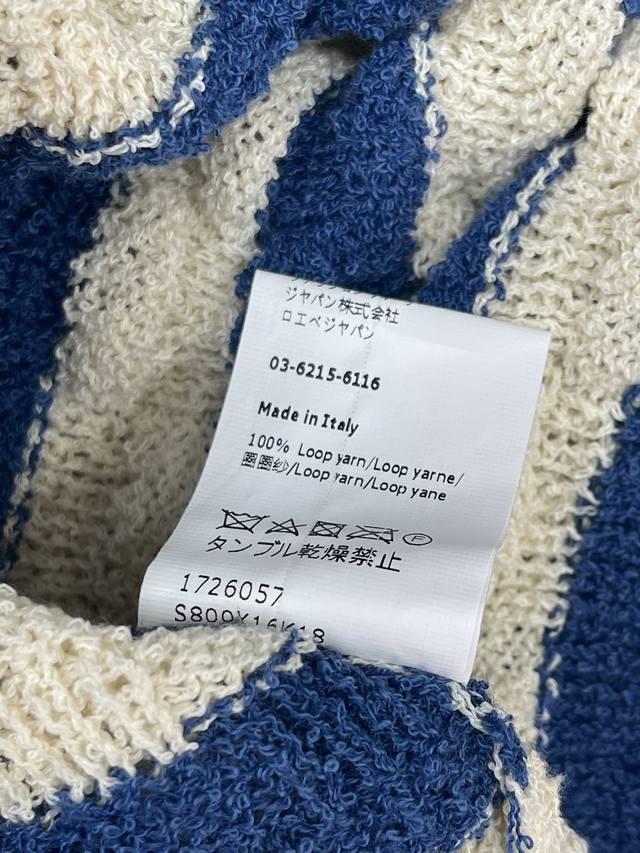 ジャパン株式会社
ロエベジャパン
03-6215-6116
Made in Italy
100% Loop yarn/Loop yarne/
圈圈纱/Loop yarn/Loop yane
タンブル乾燥禁止
1726057
S809Y16K18